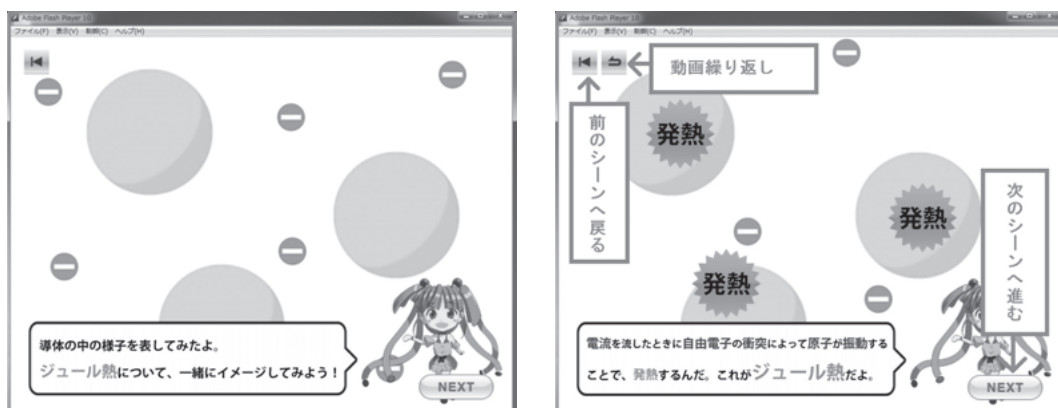 Adobe Flash Player 10
ファイル(F) 表示(V) 制御(C) ヘルプ(H)
導体の中の様子を表してみたよ。
ジュール熱について、一緒にイメージしてみよう！
NEXT
Adobe Flash Player 10
ファイル(F) 表示(V) 制御(C) ヘルプ(H)
動画繰り返し
前のシーンへ戻る
発熱
発熱
発熱
次のシーンへ進む
電流を流したときに自由電子の衝突によって原子が振動する
ことで、発熱するんだ。これがジュール熱だよ。
NEXT